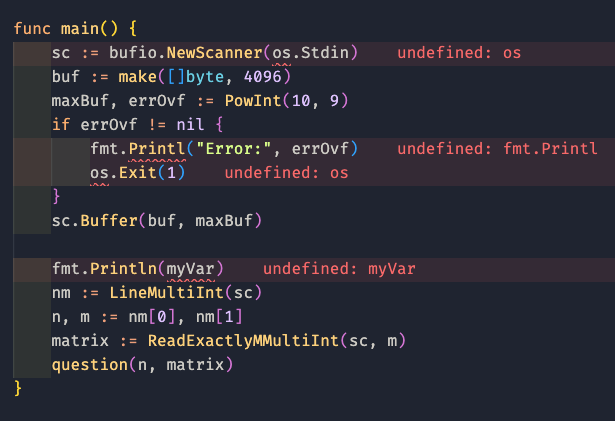 func main() {
    sc := bufio.NewScanner(os.Stdin)    undefined: os
    buf := make([]byte, 4096)
    maxBuf, errOvf := PowInt(10, 9)
    if errOvf != nil {
        fmt.Printl("Error:", errOvf)    undefined: fmt.Printl
        os.Exit(1)    undefined: os
    }
    sc.Buffer(buf, maxBuf)

    fmt.Println(myVar)    undefined: myVar
    nm := LineMultiInt(sc)
    n, m := nm[0], nm[1]
    matrix := ReadExactlyMMultiInt(sc, m)
    question(n, matrix)
}